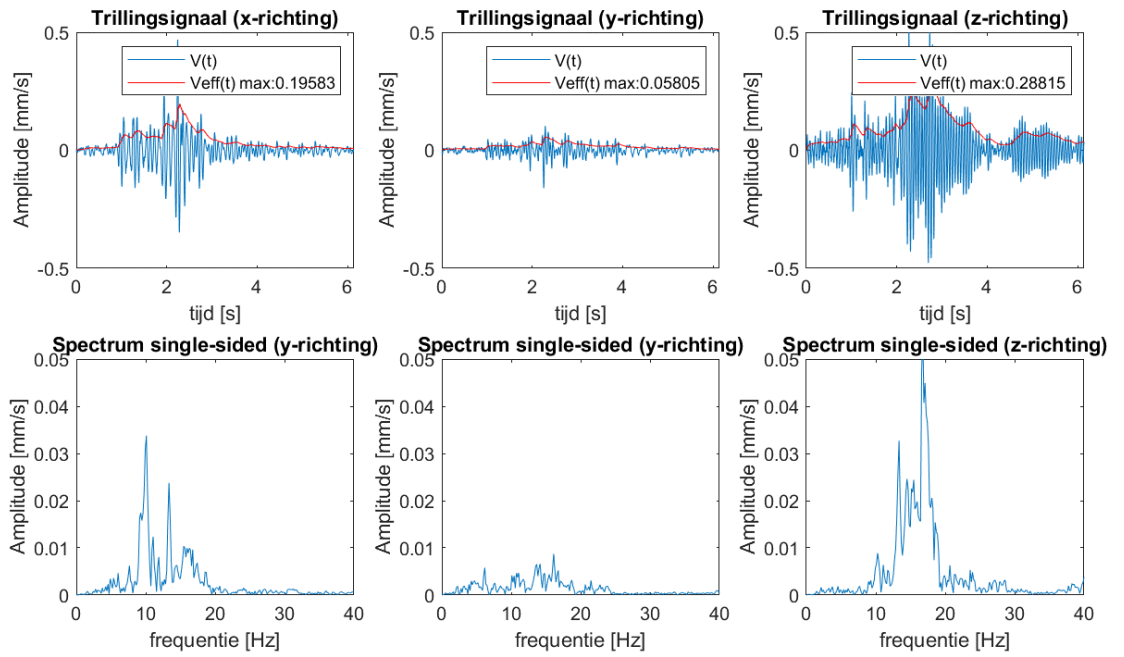 Trillingsignaal (x-richting)
0.5
0
-0.5
Amplitude [mm/s]
V(t)
Veff(t) max:0.19583
0 2 4 6
tijd [s]
Trillingsignaal (y-richting)
0.5
0
-0.5
Amplitude [mm/s]
V(t)
Veff(t) max:0.05805
0 2 4 6
tijd [s]
Trillingsignaal (z-richting)
0.5
0
-0.5
Amplitude [mm/s]
V(t)
Veff(t) max:0.28815
0 2 4 6
tijd [s]
Spectrum single-sided (y-richting)
0.05
0.04
0.03
0.02
0.01
0
Amplitude [mm/s]
0 10 20 30 40
frequentie [Hz]
Spectrum single-sided (y-richting)
0.05
0.04
0.03
0.02
0.01
0
Amplitude [mm/s]
0 10 20 30 40
frequentie [Hz]
Spectrum single-sided (z-richting)
0.05
0.04
0.03
0.02
0.01
0
Amplitude [mm/s]
0 10 20 30 40
frequentie [Hz]